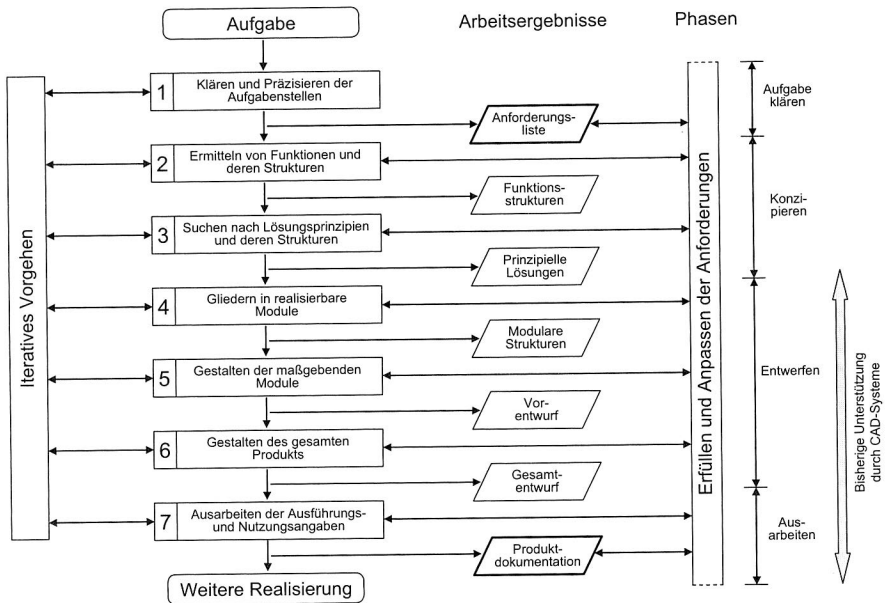 Aufgabe
Arbeitsergebnisse
Phasen
1
Klären und Präzisieren der
Aufgabenstellen
Aufgabe
klären
Anforderungs-
liste
2
Ermitteln von Funktionen und
deren Strukturen
Funktions-
strukturen
Konzi-
pieren
3
Suchen nach Lösungsprinzipien
und deren Strukturen
Prinzipielle
Lösungen
4
Gliedern in realisierbare
Module
Modulare
Strukturen
5
Gestalten der maßgebenden
Module
Entwerfen
Vor-
entwurf
6
Gestalten des gesamten
Produkts
Gesamt-
entwurf
7
Ausarbeiten der Ausführungs-
und Nutzungsangaben
Aus-
arbeiten
Produkt-
dokumentation
Weitere Realisierung
Iteratives Vorgehen
Erfüllen und Anpassen der Anforderungen
Bisherige Unterstützung
durch CAD-Systeme